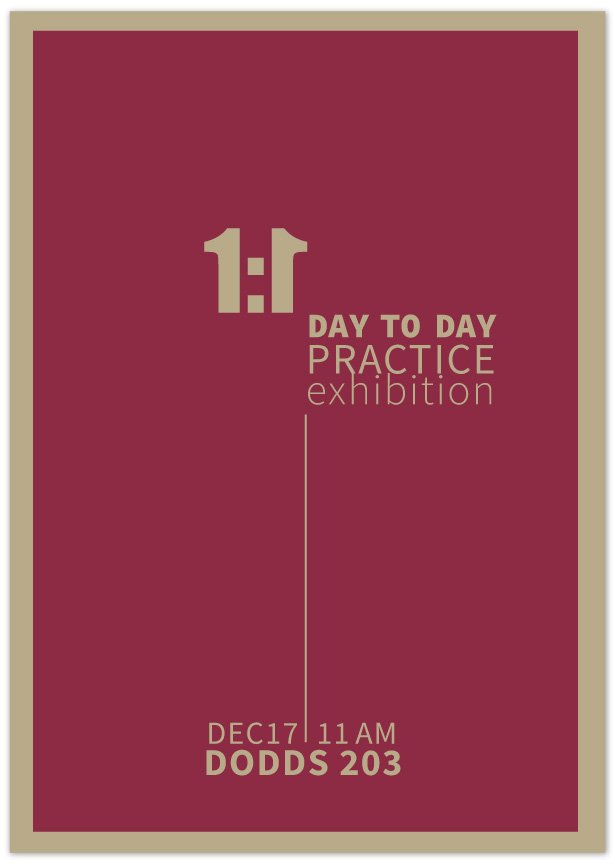 1:1
DAY TO DAY
PRACTICE
exhibition
DEC17 11 AM
DODDS 203